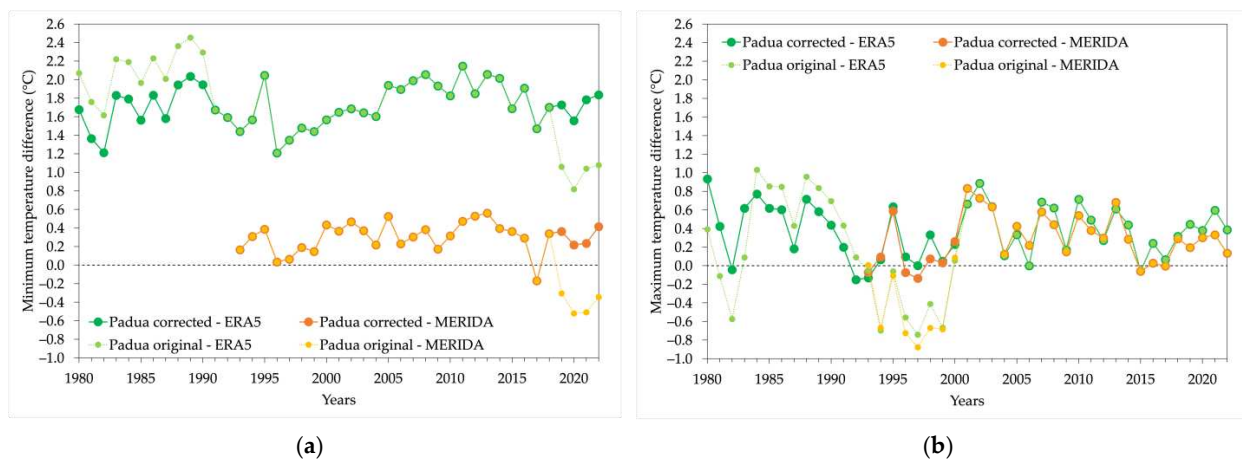 2.6
2.4
2.2
2.0
1.8
1.6
1.4
1.2
1.0
0.8
0.6
0.4
0.2
0.0
−0.2
−0.4
−0.6
−0.8
−1.0
Minimum temperature difference (°C)
Padua corrected - ERA5
Padua corrected - MERIDA
Padua original - ERA5
Padua original - MERIDA
1980 1985 1990 1995 2000 2005 2010 2015 2020
Years
(a)
2.6
2.4
2.2
2.0
1.8
1.6
1.4
1.2
1.0
0.8
0.6
0.4
0.2
0.0
−0.2
−0.4
−0.6
−0.8
−1.0
Maximum temperature difference (°C)
Padua corrected - ERA5
Padua corrected - MERIDA
Padua original - ERA5
Padua original - MERIDA
1980 1985 1990 1995 2000 2005 2010 2015 2020
Years
(b)